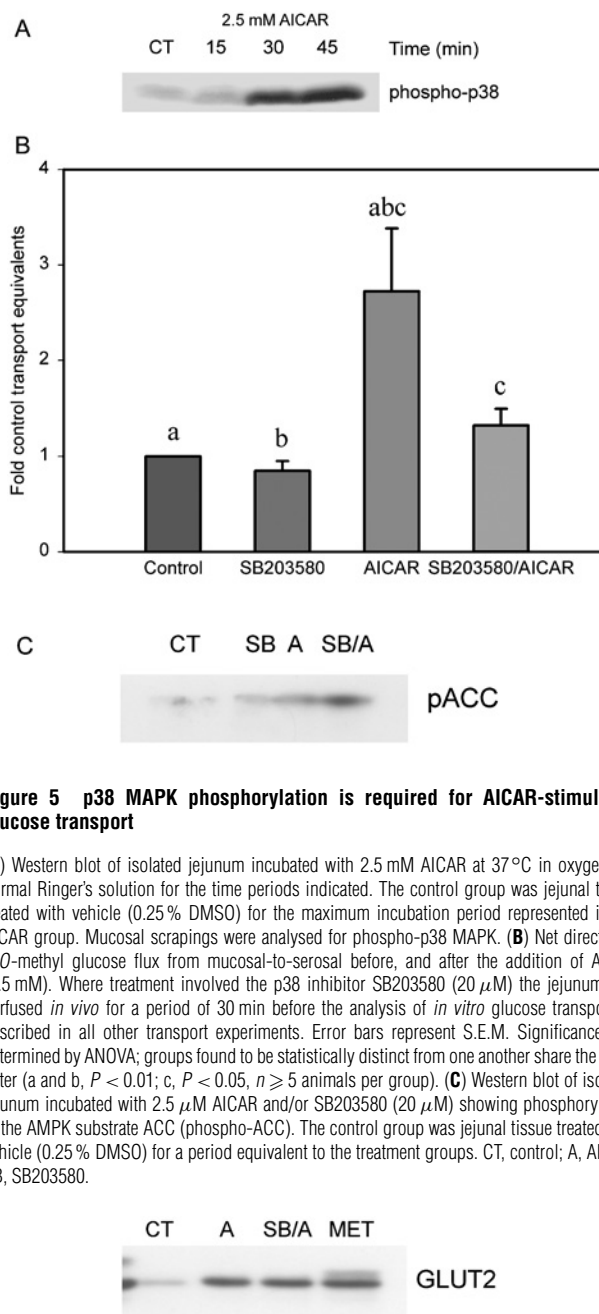 A
2.5 mM AICAR
CT 15 30 45 Time (min)
phospho-p38
B
Fold control transport equivalents
4
3
2
1
0
a
b
abc
c
Control SB203580 AICAR SB203580/AICAR
C
CT SB A SB/A
pACC
gure 5 p38 MAPK phosphorylation is required for AICAR-stimul
ucose transport
) Western blot of isolated jejunum incubated with 2.5 mM AICAR at 37 °C in oxyge
rmal Ringer's solution for the time periods indicated. The control group was jejunal t
ated with vehicle (0.25 % DMSO) for the maximum incubation period represented i
CAR group. Mucosal scrapings were analysed for phospho-p38 MAPK. (B) Net direct
O-methyl glucose flux from mucosal-to-serosal before, and after the addition of A
.5 mM). Where treatment involved the p38 inhibitor SB203580 (20 μM) the jejunum
rfused in vivo for a period of 30 min before the analysis of in vitro glucose transpo
scribed in all other transport experiments. Error bars represent S.E.M. Significance
termined by ANOVA; groups found to be statistically distinct from one another share the
tter (a and b, P < 0.01; c, P < 0.05, n ⩾ 5 animals per group). (C) Western blot of iso
junum incubated with 2.5 μM AICAR and/or SB203580 (20 μM) showing phosphory
the AMPK substrate ACC (phospho-ACC). The control group was jejunal tissue treated
hicle (0.25 % DMSO) for a period equivalent to the treatment groups. CT, control; A, AI
3, SB203580.
CT A SB/A MET
GLUT2